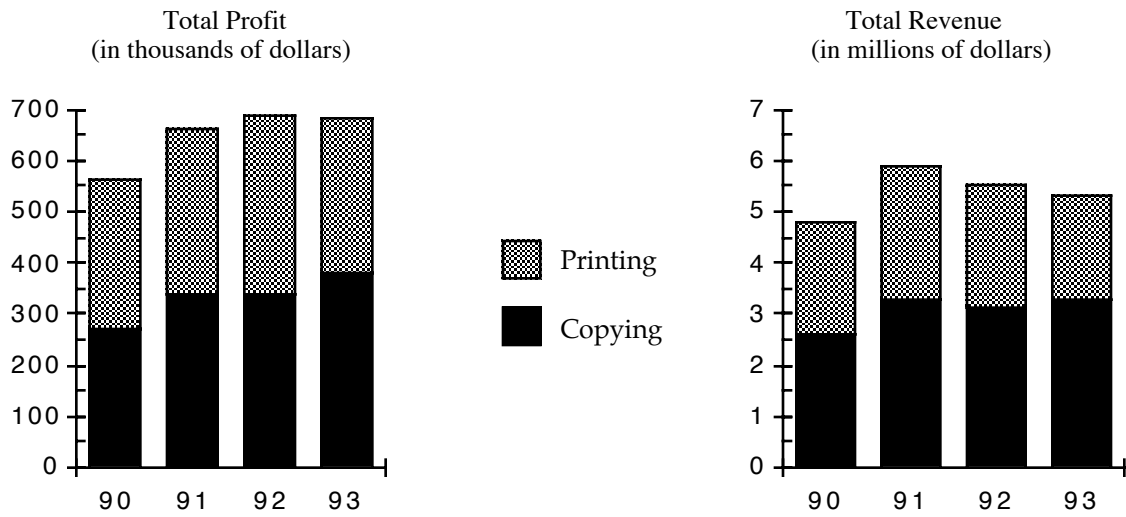 Total Profit
(in thousands of dollars)
700
600
500
400
300
200
100
0
90 91 92 93
Printing
Copying
Total Revenue
(in millions of dollars)
7
6
5
4
3
2
1
0
90 91 92 93